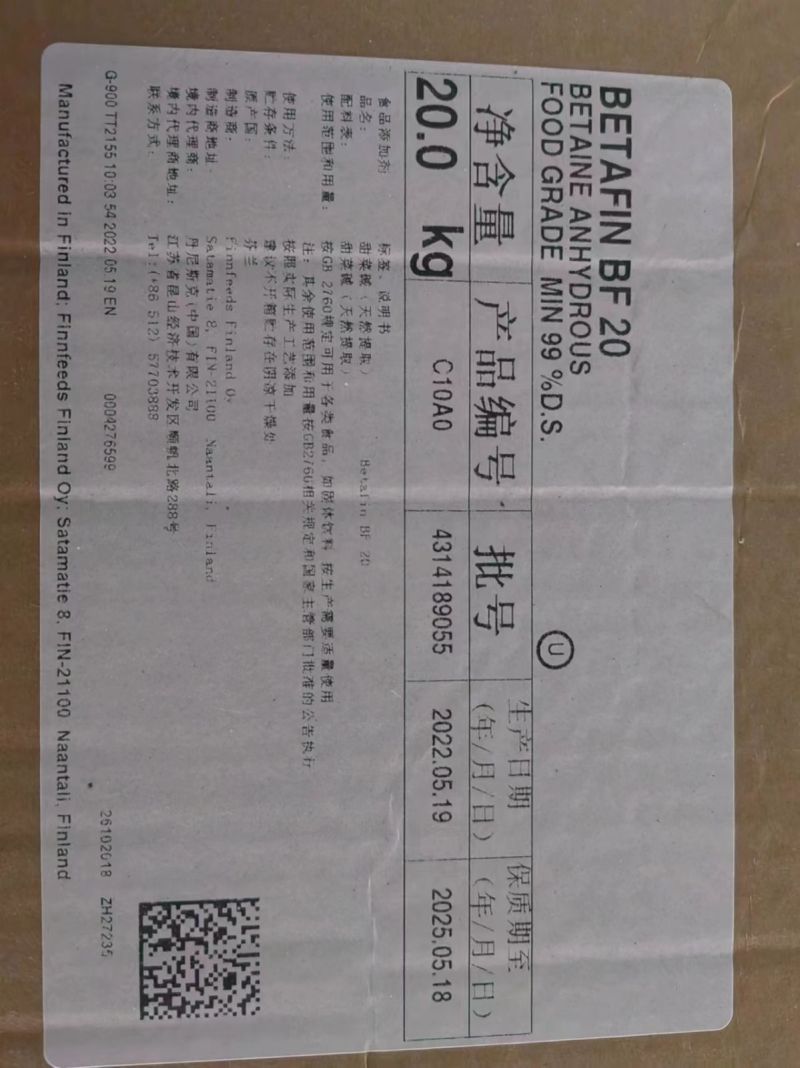 BETAFIN BF 20
BETAINE ANHYDROUS
FOOD GRADE MIN 99 %D.S.
U
净含量 产品编号 批号 生产日期 (年/月/日) 保质期至 (年/月/日)
20.0 kg C10A0 4314189055 2022.05.19 2025.05.18
食品添加剂 标签、说明书
品名: 甜菜碱(天然提取) Betafin BF 20
配料表: 甜菜碱(天然提取)
使用范围和用量: 按GB 2760规定可用于各类食品,如固体饮料 按生产需要适量使用
注: 其余使用范围和用量按GB2760相关规定和国家主管部门批准的公告执行
使用方法: 按照实际生产工艺添加
贮存条件: 建议不开箱贮存在阴凉干燥处
原产国: 芬兰
制造商: Finnfeeds Finland Oy
制造商地址 Satamatie 8, FIN-21100 Naantali, Finland
境内代理商: 丹尼斯克(中国)有限公司
境内代理商地址: 江苏省昆山经济技术开发区顺帆北路288号
联系方式: Tel:(+86 512) 57703888
G-900 TT2155 10:03 54 2022.05.19 EN 0004276599 26102018 ZH27235
Manufactured in Finland; Finnfeeds Finland Oy; Satamatie 8, FIN-21100 Naantali, Finland